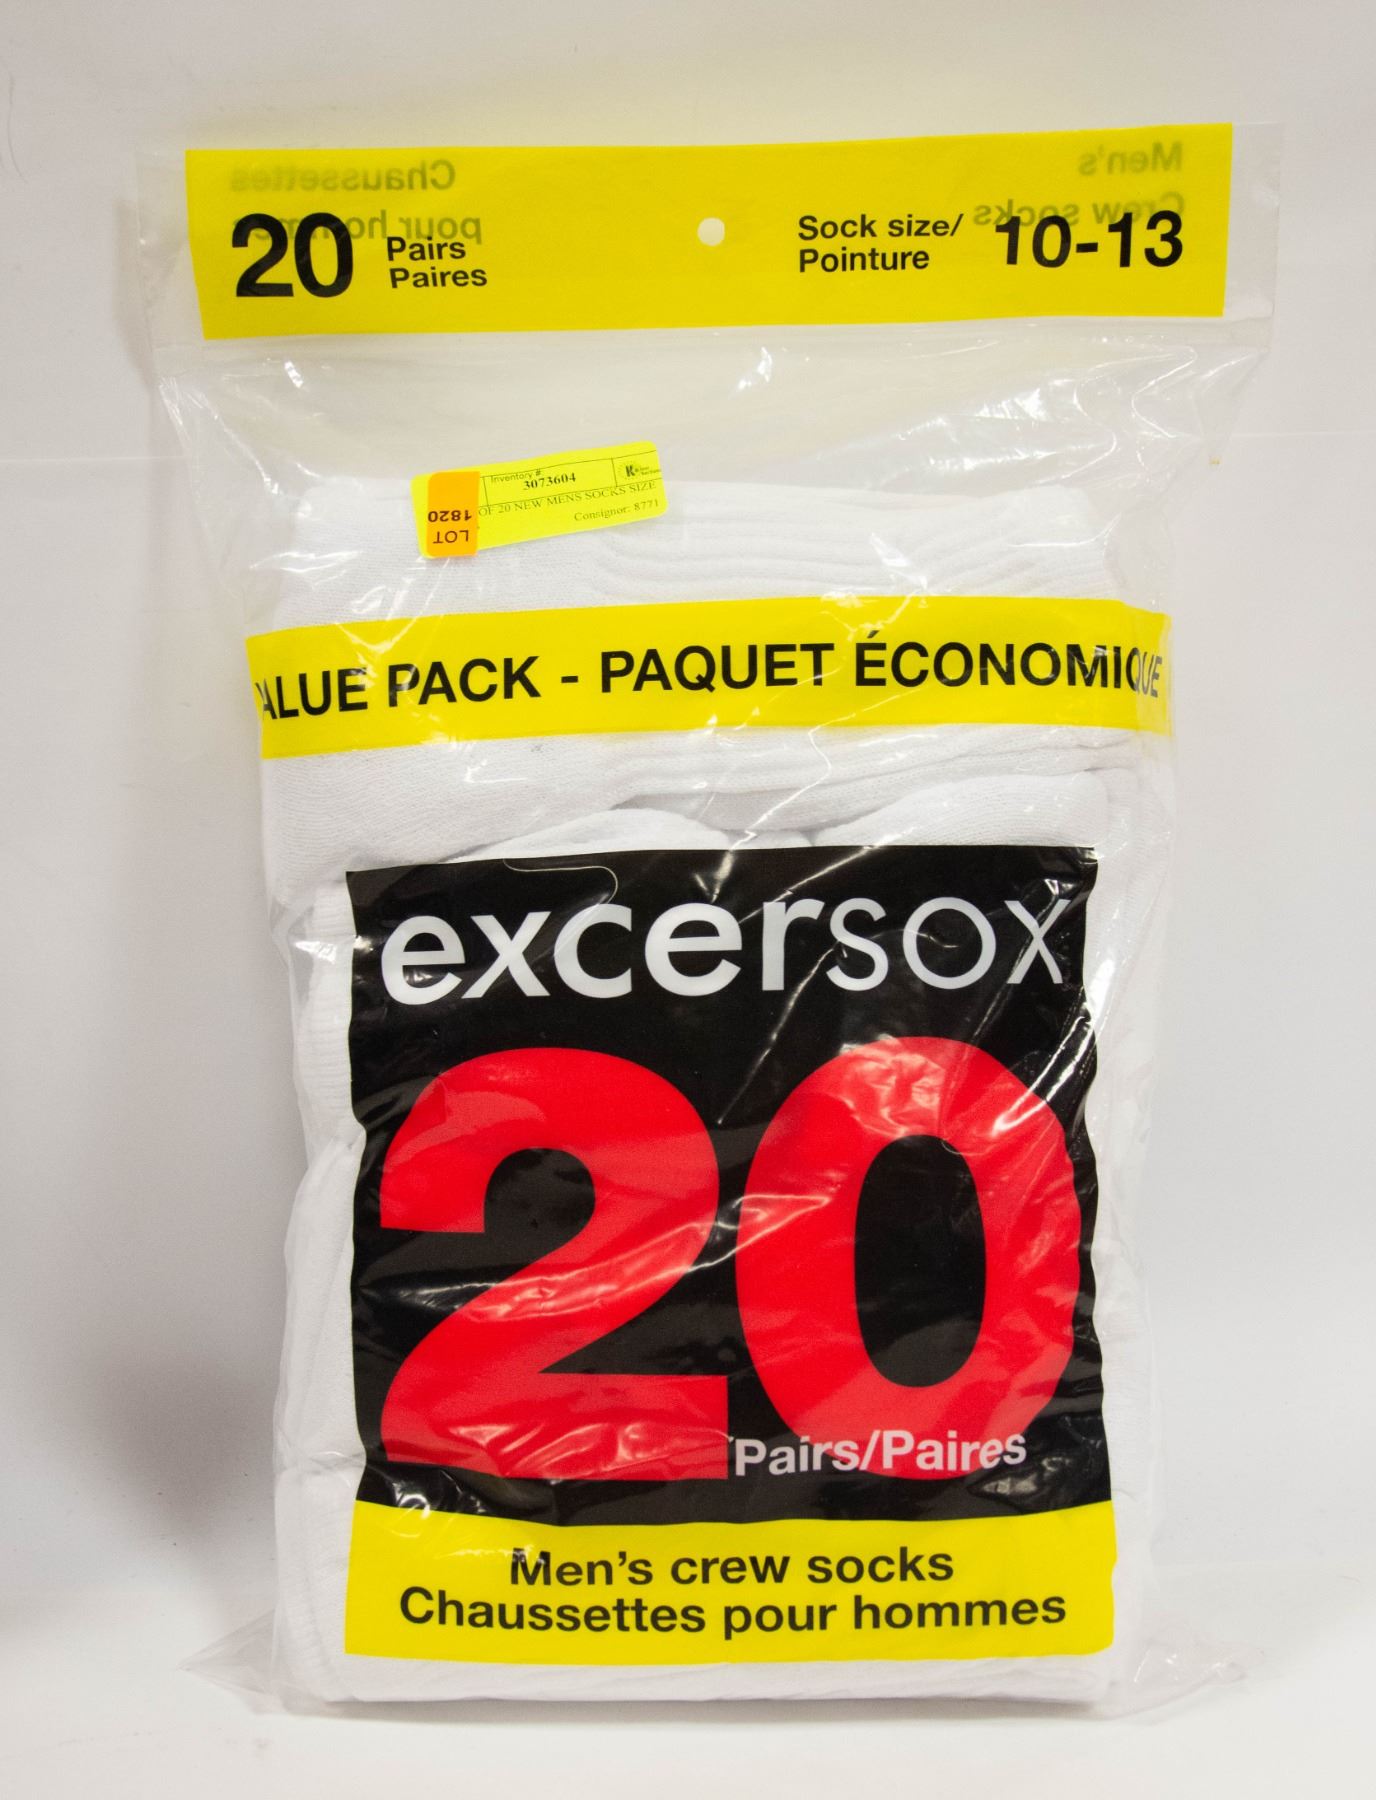 Chaussettes
pour homme
Men's
Crew socks
20 Pairs
Paires
Sock size/
Pointure
10-13
Inventory #
3073604
OF 20 NEW MENS SOCKS SIZE
Consignor: 8771
LOT
1820
ALUE PACK - PAQUET ÉCONOMIQUE
excersox
20
Pairs/Paires
Men's crew socks
Chaussettes pour hommes